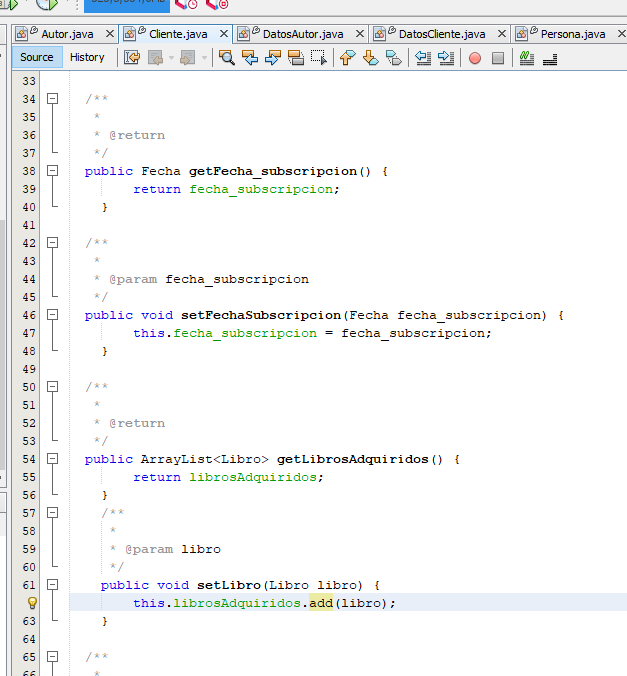 Autor.java Cliente.java DatosAutor.java DatosCliente.java Persona.java
Source History
33
34 /**
35 *
36 * @return
37 */
38 public Fecha getFecha_subscripcion() {
39 return fecha_subscripcion;
40 }
41
42 /**
43 *
44 * @param fecha_subscripcion
45 */
46 public void setFechaSubscripcion(Fecha fecha_subscripcion) {
47 this.fecha_subscripcion = fecha_subscripcion;
48 }
49
50 /**
51 *
52 * @return
53 */
54 public ArrayList<Libro> getLibrosAdquiridos() {
55 return librosAdquiridos;
56 }
57 /**
58 *
59 * @param libro
60 */
61 public void setLibro(Libro libro) {
this.librosAdquiridos.add(libro);
63 }
64
65 /**
66 *